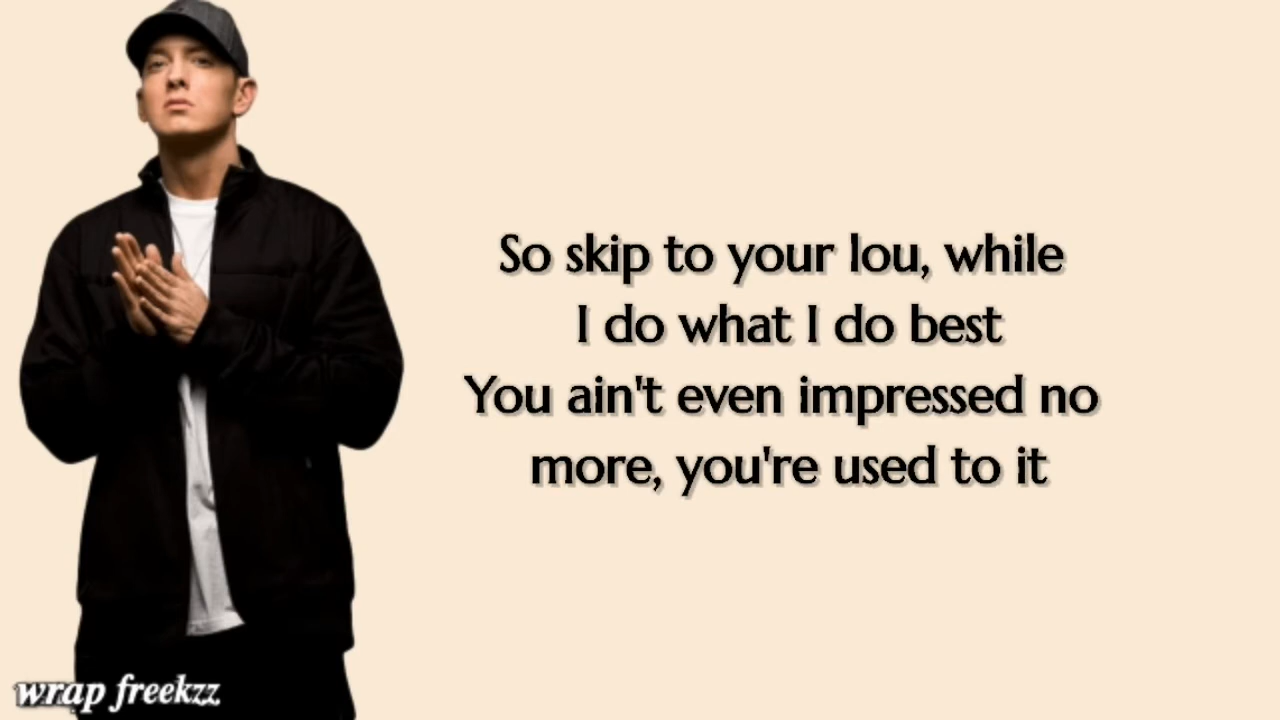 So skip to your lou, while
I do what I do best
You ain't even impressed no
more, you're used to it
wrap freekzz